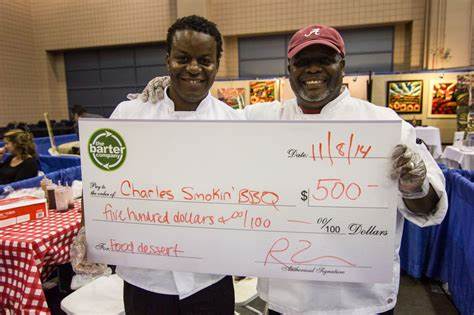 A
the
barter
company
Date: 11/8/14
Pay to
the order of Charles Smokin' BBQ $ 500-
five hundred dollars & 00/100 00/100 Dollars
For food dessert
Authorized Signature